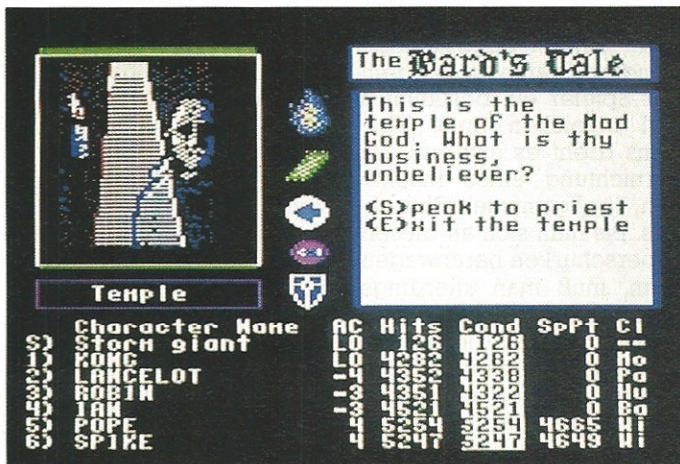 The Bard's Tale
This is the
temple of the Mad
God. What is thy
business,
unbeliever?
<S>peak to priest
<E>xit the temple
Temple
Character Name AC Hits Cond SpPt Cl
S) Storm giant LO 126 126 0 --
1) KONG LO 4282 4282 0 Mo
2) LANCELOT -4 4352 4338 0 Pa
3) ROBIN -3 4351 4322 0 Hu
4) IAN -3 4521 4521 0 Ba
5) POPE 4 5254 5254 4665 Wi
6) SPIKE 4 5247 5247 4649 Wi